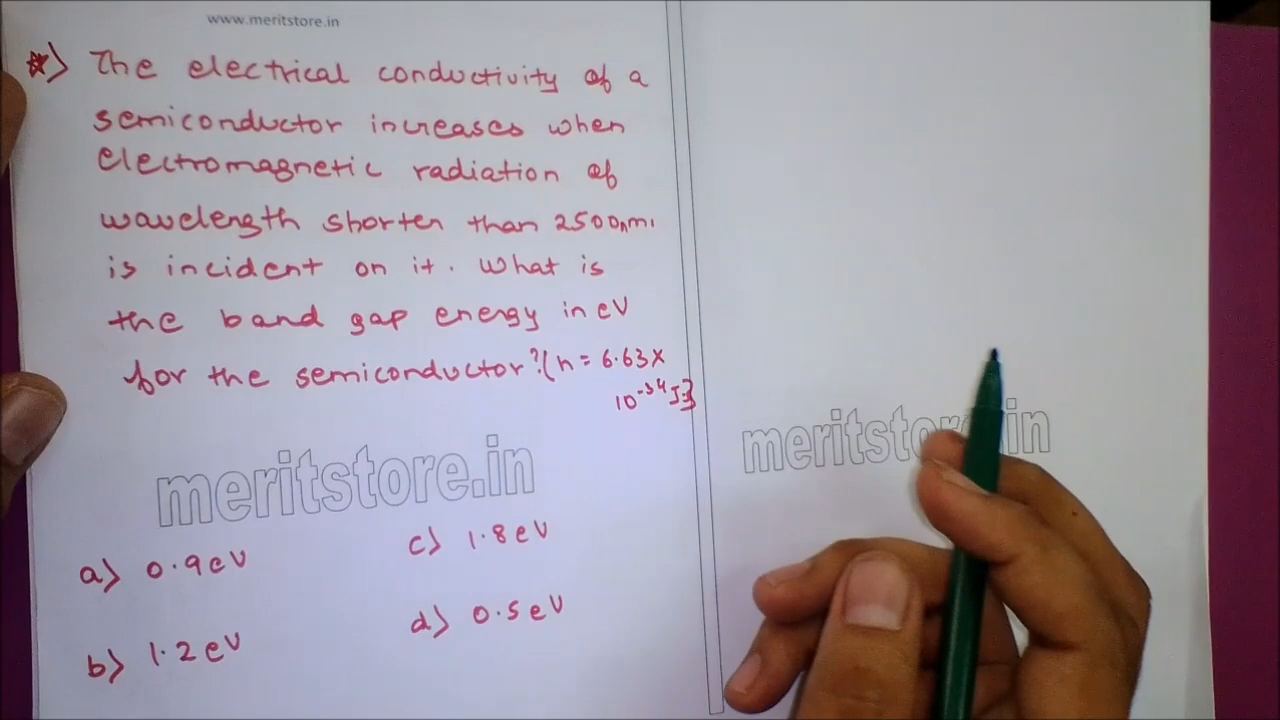 www.meritstore.in
*) The electrical conductivity of a
semiconductor increases when
electromagnetic radiation of
wavelength shorter than 2500nm.
is incident on it. What is
the band gap energy in eV
for the semiconductor?(h = 6.63x
10⁻³⁴Js)
meritstore.in
meritstore.in
a) 0.9eV
c) 1.8eV
b) 1.2eV
d) 0.5eV